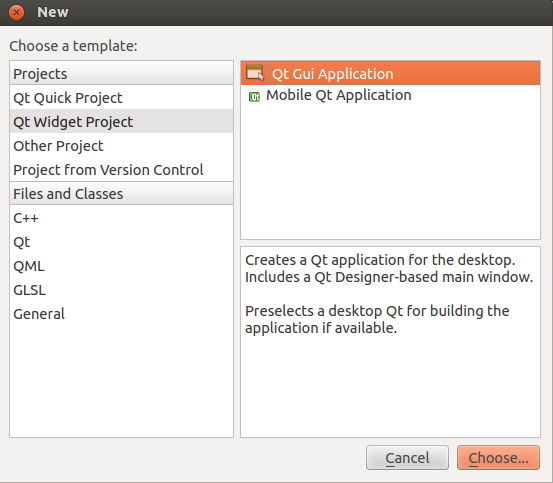 New
Choose a template:
Projects
Qt Quick Project
Qt Widget Project
Other Project
Project from Version Control
Files and Classes
C++
Qt
QML
GLSL
General
Qt Gui Application
Mobile Qt Application
Creates a Qt application for the desktop.
Includes a Qt Designer-based main window.
Preselects a desktop Qt for building the
application if available.
Cancel
Choose...